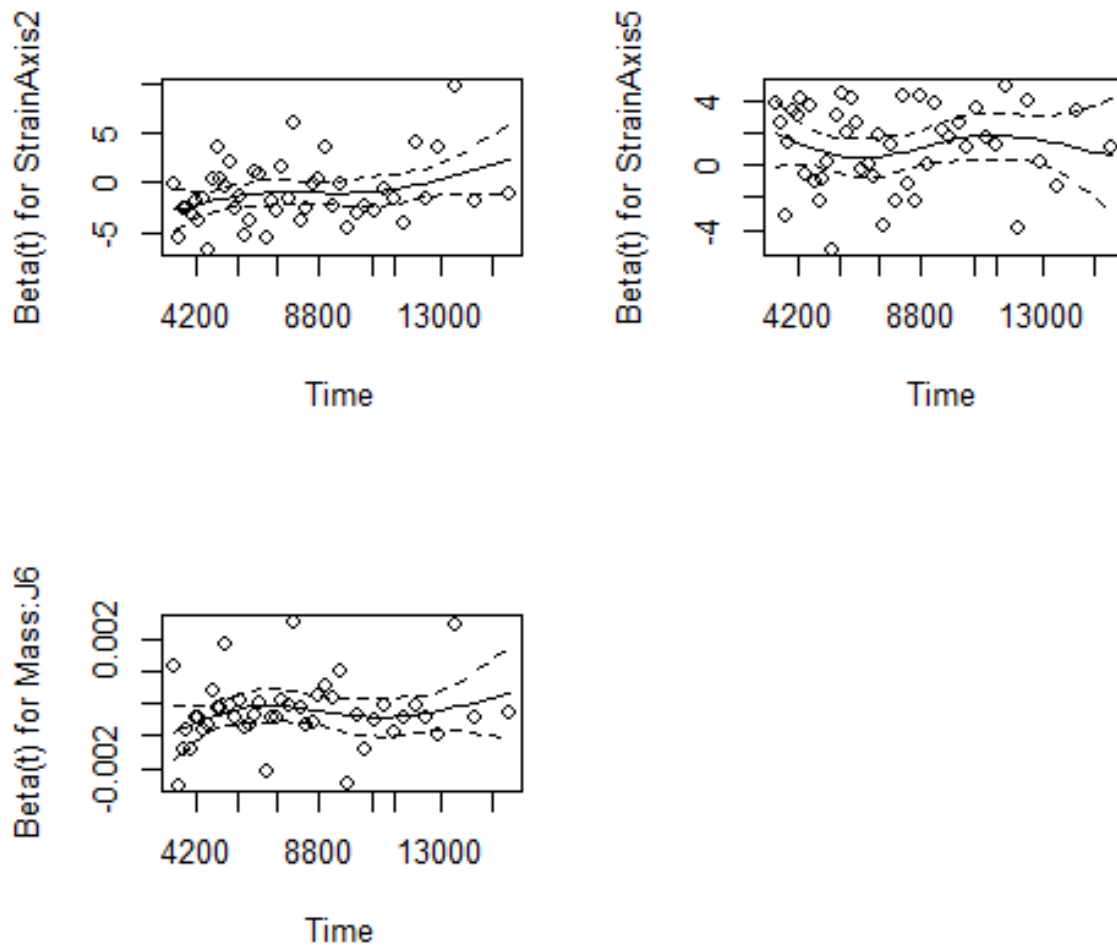 Beta(t) for StrainAxis2
5
0
-5
4200 8800 13000
Time
Beta(t) for StrainAxis5
4
0
-4
4200 8800 13000
Time
Beta(t) for Mass:J6
0.002
-0.002
4200 8800 13000
Time